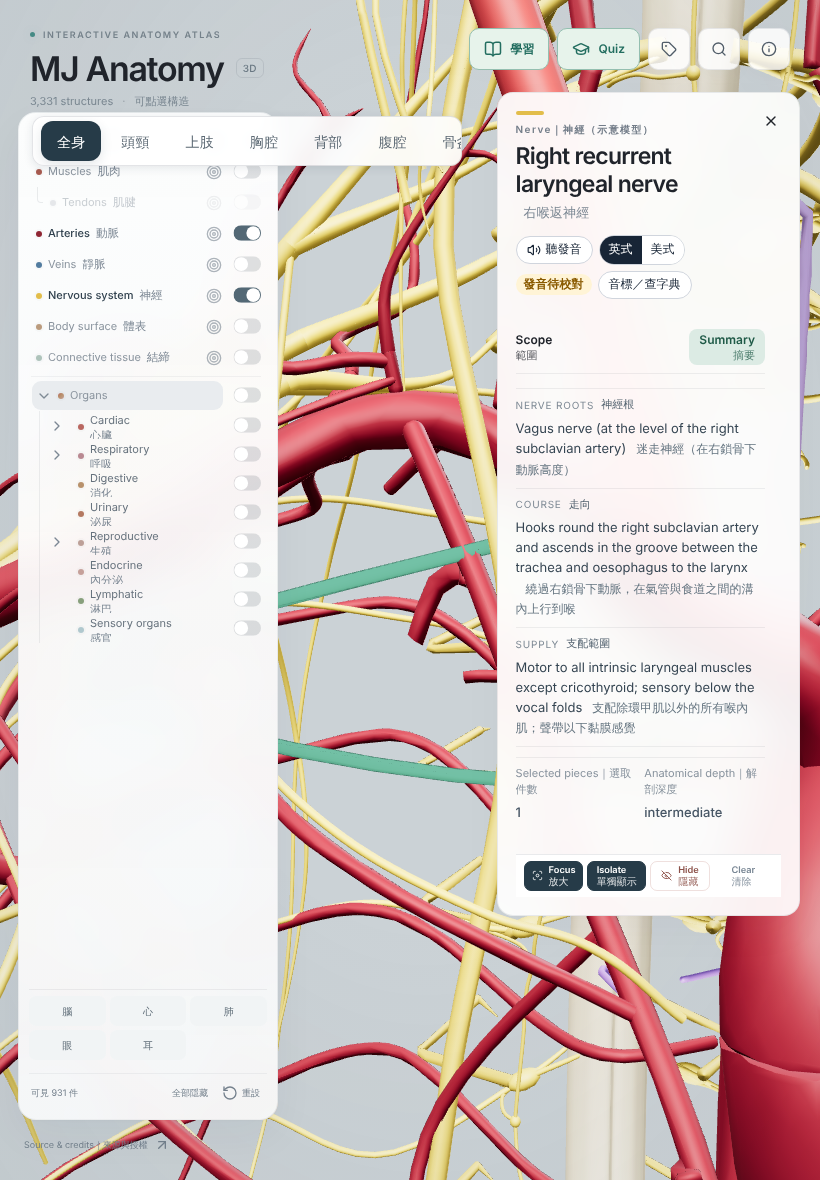 INTERACTIVE ANATOMY ATLAS
MJ Anatomy 3D
3,331 structures · 可點選構造
學習
Quiz
全身 頭頸 上肢 胸腔 背部 腹腔
Muscles 肌肉
Tendons 肌腱
Arteries 動脈
Veins 靜脈
Nervous system 神經
Body surface 體表
Connective tissue 結締
Organs
Cardiac
心臟
Respiratory
呼吸
Digestive
消化
Urinary
泌尿
Reproductive
生殖
Endocrine
內分泌
Lymphatic
淋巴
Sensory organs
感官
腦 心 肺
眼 耳
可見 931 件 全部隱藏 重設
Source & credits
Nerve｜神經（示意模型）
Right recurrent
laryngeal nerve
右喉返神經
聽發音 英式 美式
發音待校對 音標／查字典
Scope
範圍
Summary
摘要
NERVE ROOTS 神經根
Vagus nerve (at the level of the right
subclavian artery) 迷走神經（在右鎖骨下
動脈高度）
COURSE 走向
Hooks round the right subclavian artery
and ascends in the groove between the
trachea and oesophagus to the larynx
繞過右鎖骨下動脈，在氣管與食道之間的溝
內上行到喉
SUPPLY 支配範圍
Motor to all intrinsic laryngeal muscles
except cricothyroid; sensory below the
vocal folds 支配除環甲肌以外的所有喉內
肌；聲帶以下黏膜感覺
Selected pieces｜選取
件數
1
Anatomical depth｜解
剖深度
intermediate
Focus
放大
Isolate
單獨顯示
Hide
隱藏
Clear
清除